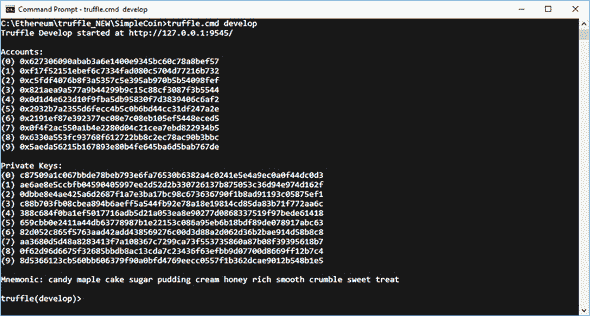 Command Prompt - truffle.cmd develop
C:\Ethereum\truffle_NEW\SimpleCoin>truffle.cmd develop
Truffle Develop started at http://127.0.0.1:9545/
Accounts:
(0) 0x627306090abab3a6e1400e9345bc60c78a8bef57
(1) 0xf17f52151ebef6c7334fad080c5704d77216b732
(2) 0xc5fdf4076b8f3a5357c5e395ab970b5b54098fef
(3) 0x821aea9a577a9b44299b9c15c88cf3087f3b5544
(4) 0x0d1d4e623d10f9fba5db95830f7d3839406c6af2
(5) 0x2932b7a2355d6fecc4b5c0b6bd44cc31df247a2e
(6) 0x2191ef87e392377ec08e7c08eb105ef5448eced5
(7) 0x0f4f2ac550a1b4e2280d04c21cea7ebd822934b5
(8) 0x6330a553fc93768f612722bb8c2ec78ac90b3bbc
(9) 0x5aeda56215b167893e80b4fe645ba6d5bab767de
Private Keys:
(0) c87509a1c067bbde78beb793e6fa76530b6382a4c0241e5e4a9ec0a0f44dc0d3
(1) ae6ae8e5ccbfb04590405997ee2d52d2b330726137b875053c36d94e974d162f
(2) 0dbbe8e4ae425a6d2687f1a7e3ba17bc98c673636790f1b8ad91193c05875ef1
(3) c88b703fb08cbea894b6aeff5a544fb92e78a18e19814cd85da83b71f772aa6c
(4) 388c684f0ba1ef5017716adb5d21a053ea8e90277d0868337519f97bede61418
(5) 659cbb0e2411a44db63778987b1e22153c086a95eb6b18bdf89de078917abc63
(6) 82d052c865f5763aad42add438569276c00d3d88a2d062d36b2bae914d58b8c8
(7) aa3680d5d48a8283413f7a108367c7299ca73f553735860a87b08f39395618b7
(8) 0f62d96d6675f32685bbdb8ac13cda7c23436f63efbb9d07700d8669ff12b7c4
(9) 8d5366123cb560bb606379f90a0bfd4769eecc0557f1b362dcae9012b548b1e5
Mnemonic: candy maple cake sugar pudding cream honey rich smooth crumble sweet treat
truffle(develop)>